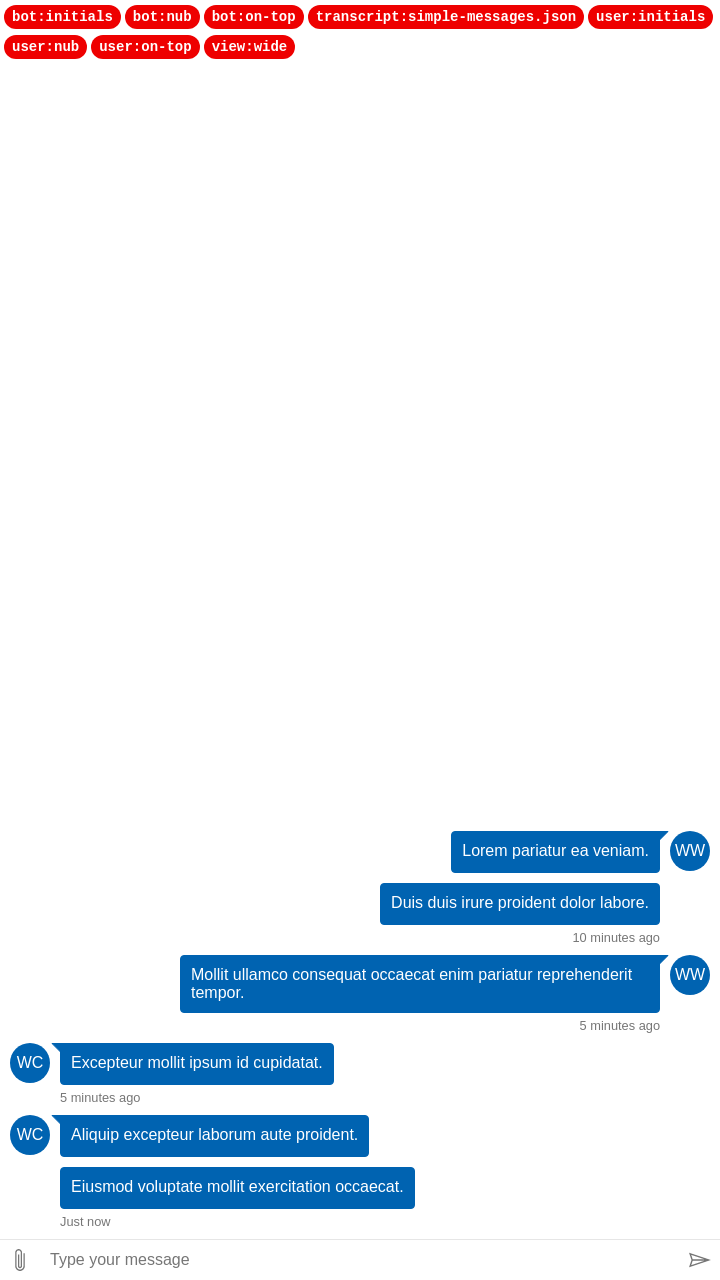 bot:initials bot:nub bot:on-top transcript:simple-messages.json user:initials
user:nub user:on-top view:wide
Lorem pariatur ea veniam. WW
Duis duis irure proident dolor labore.
10 minutes ago
Mollit ullamco consequat occaecat enim pariatur reprehenderit WW
tempor.
5 minutes ago
WC Excepteur mollit ipsum id cupidatat.
5 minutes ago
WC Aliquip excepteur laborum aute proident.
Eiusmod voluptate mollit exercitation occaecat.
Just now
Type your message